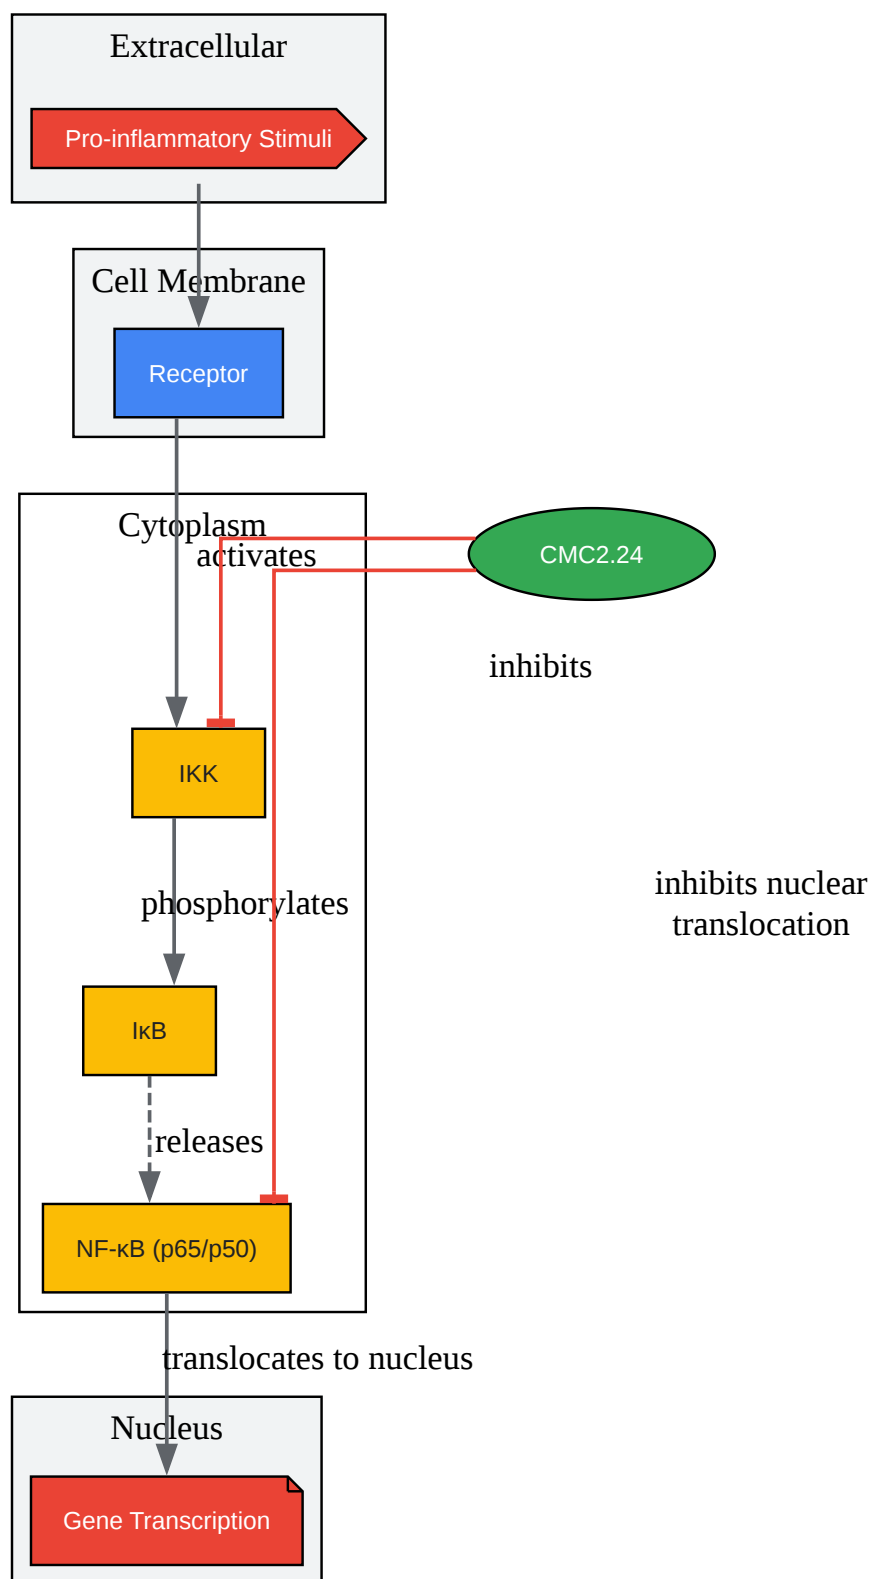 Extracellular
Pro-inflammatory Stimuli
Cell Membrane
Receptor
Cytoplasm
activates
CMC2.24
inhibits
IKK
inhibits nuclear
translocation
phosphorylates
IκB
releases
NF-κB (p65/p50)
translocates to nucleus
Nucleus
Gene Transcription